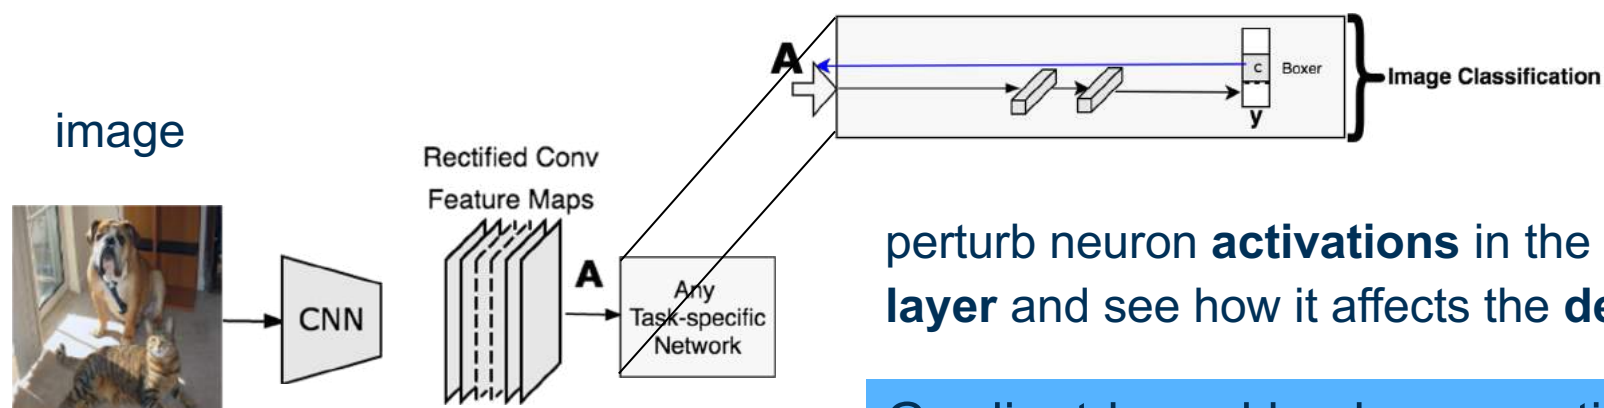 image
CNN
Rectified Conv
Feature Maps
A
Any
Task-specific
Network
A
c
Boxer
y
Image Classification
perturb neuron activations in the
layer and see how it affects the